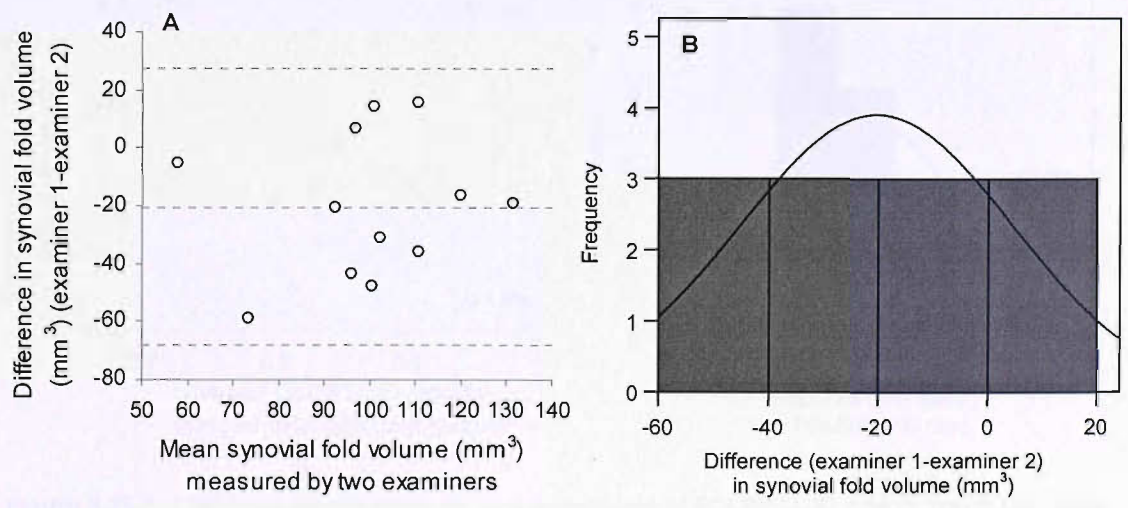 A
Difference in synovial fold volume
(mm³) (examiner 1-examiner 2)
40
20
0
-20
-40
-60
-80
50 60 70 80 90 100 110 120 130 140
Mean synovial fold volume (mm³)
measured by two examiners
B
Frequency
5
4
3
2
1
0
-60 -40 -20 0 20
Difference (examiner 1-examiner 2)
in synovial fold volume (mm³)